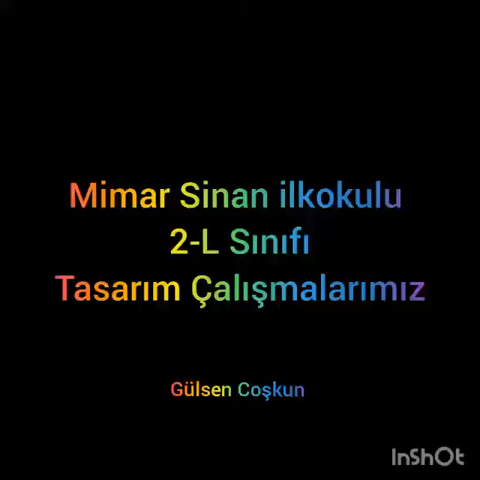 Mimar Sinan ilkokulu
2-L Sınıfı
Tasarım Çalışmalarımız
Gülsen Coşkun
InShOt